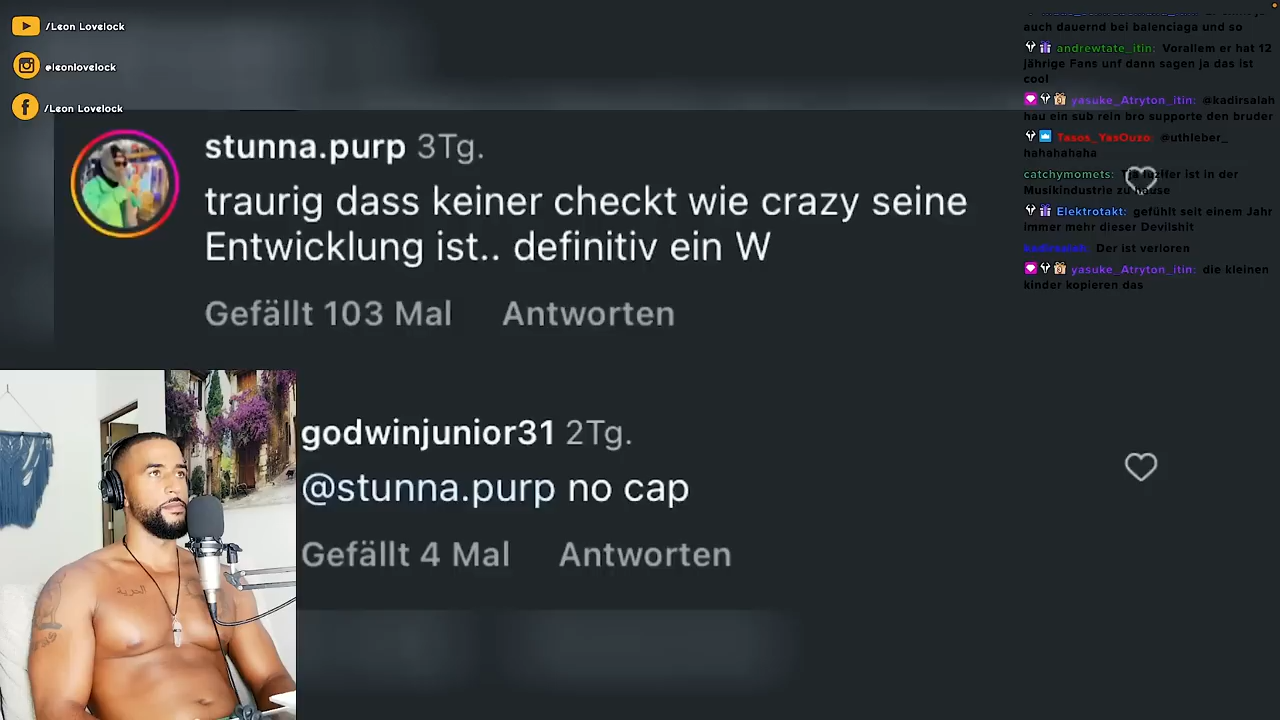 /Leon Lovelock
@leonlovelock
/Leon Lovelock
stunna.purp 3Tg.
traurig dass keiner checkt wie crazy seine
Entwicklung ist.. definitiv ein W
Gefällt 103 Mal Antworten
godwinjunior31 2Tg.
@stunna.purp no cap
Gefällt 4 Mal Antworten
auch dauernd bei balenciaga und so
andrewtate_itin: Vorallem er hat 12
jährige Fans unf dann sagen ja das ist
cool
yasuke_Atryton_itin: @kadirsalah
hau ein sub rein bro supporte den bruder
Tasos_YasOuzo: @uthleber_
hahahahaha
catchymomets: Tja luzifer ist in der
Musikindustrie zu hause
Elektrotakt: gefühlt seit einem Jahr
immer mehr dieser Devilshit
kadirsalah: Der ist verloren
yasuke_Atryton_itin: die kleinen
kinder kopieren das